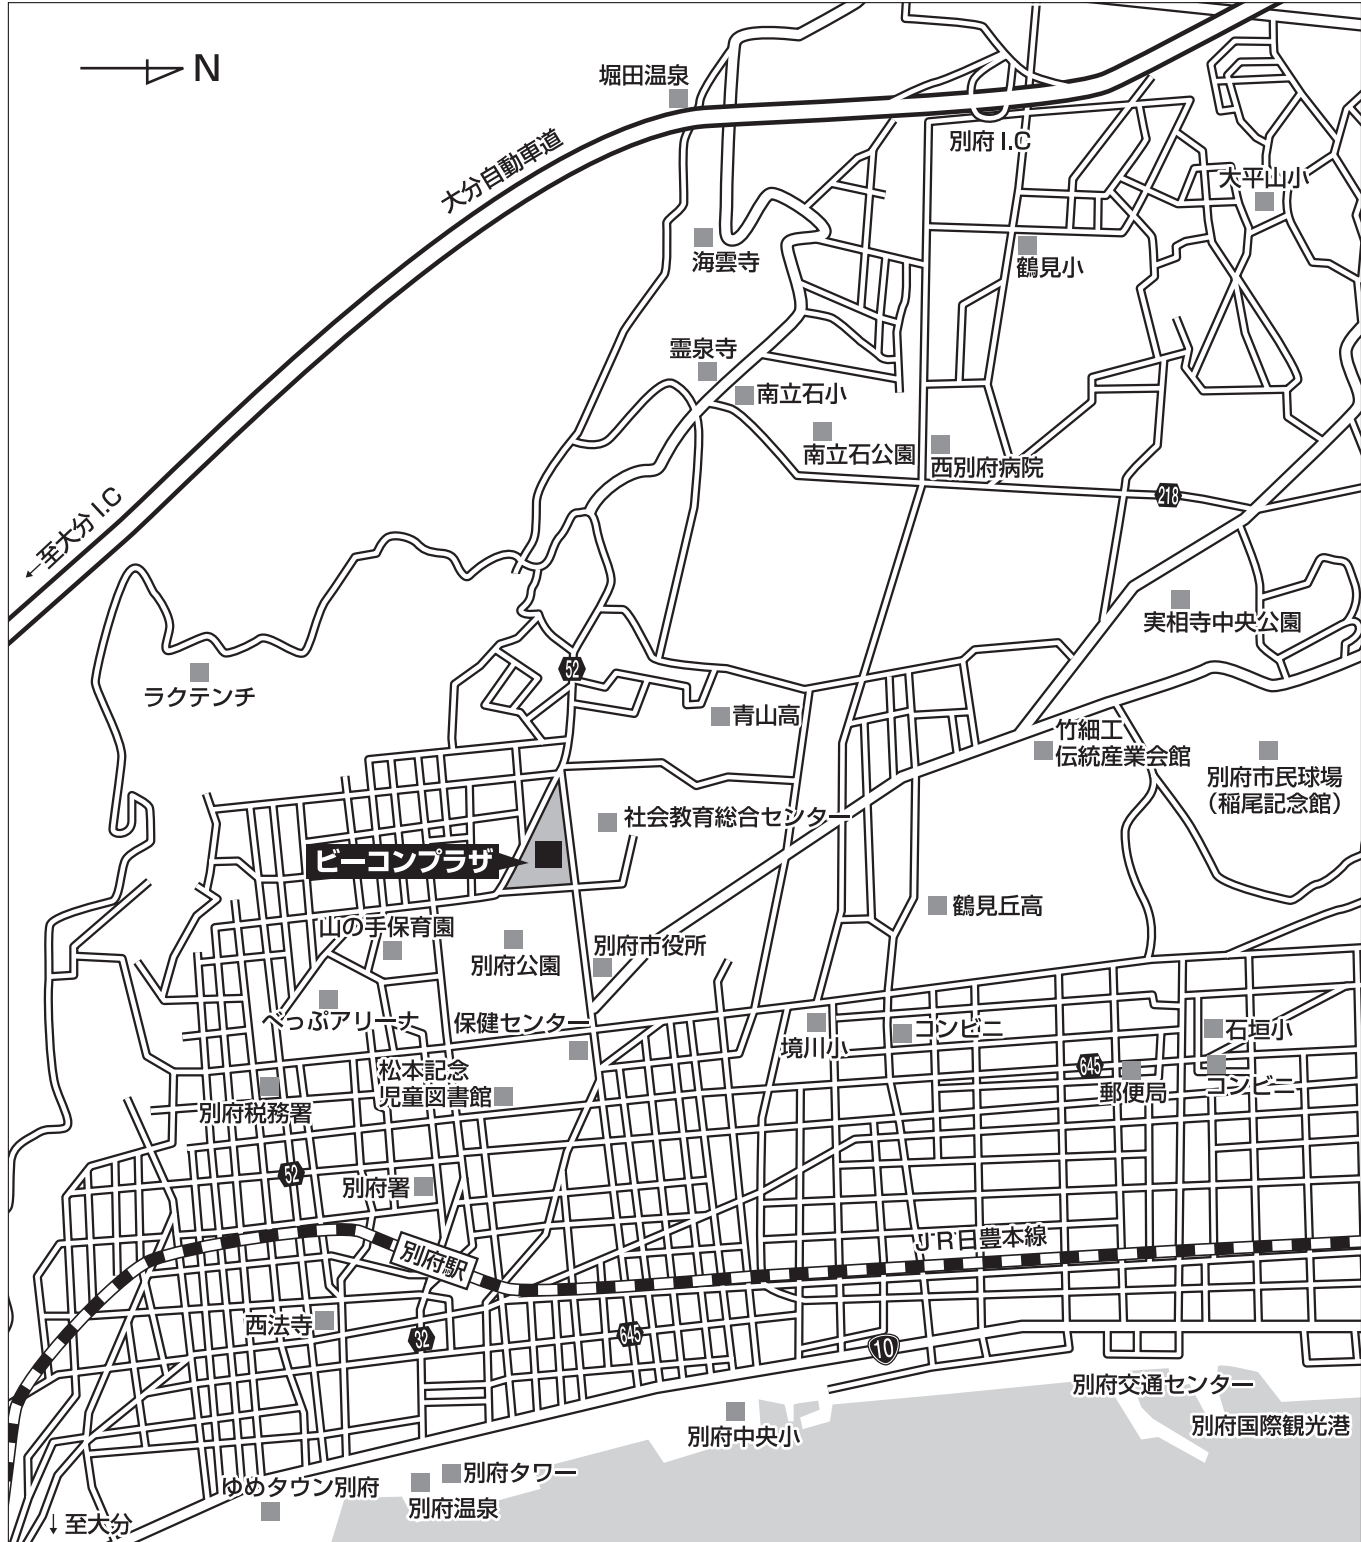 N
堀田温泉
大分自動車道
別府I.C
大平山小
海雲寺
鶴見小
霊泉寺
南立石小
南立石公園
西別府病院
218
←至大分I.C
実相寺中央公園
52
ラクテンチ
青山高
竹細工
伝統産業会館
別府市民球場
（稲尾記念館）
社会教育総合センター
ビーコンプラザ
鶴見丘高
山の手保育園
別府公園
別府市役所
べっぷアリーナ
保健センター
境川小
コンビニ
石垣小
松本記念
児童図書館
645
郵便局
コンビニ
別府税務署
52
別府署
別府駅
JR日豊本線
西法寺
32
645
10
別府交通センター
別府国際観光港
別府中央小
ゆめタウン別府
別府タワー
別府温泉
↓至大分